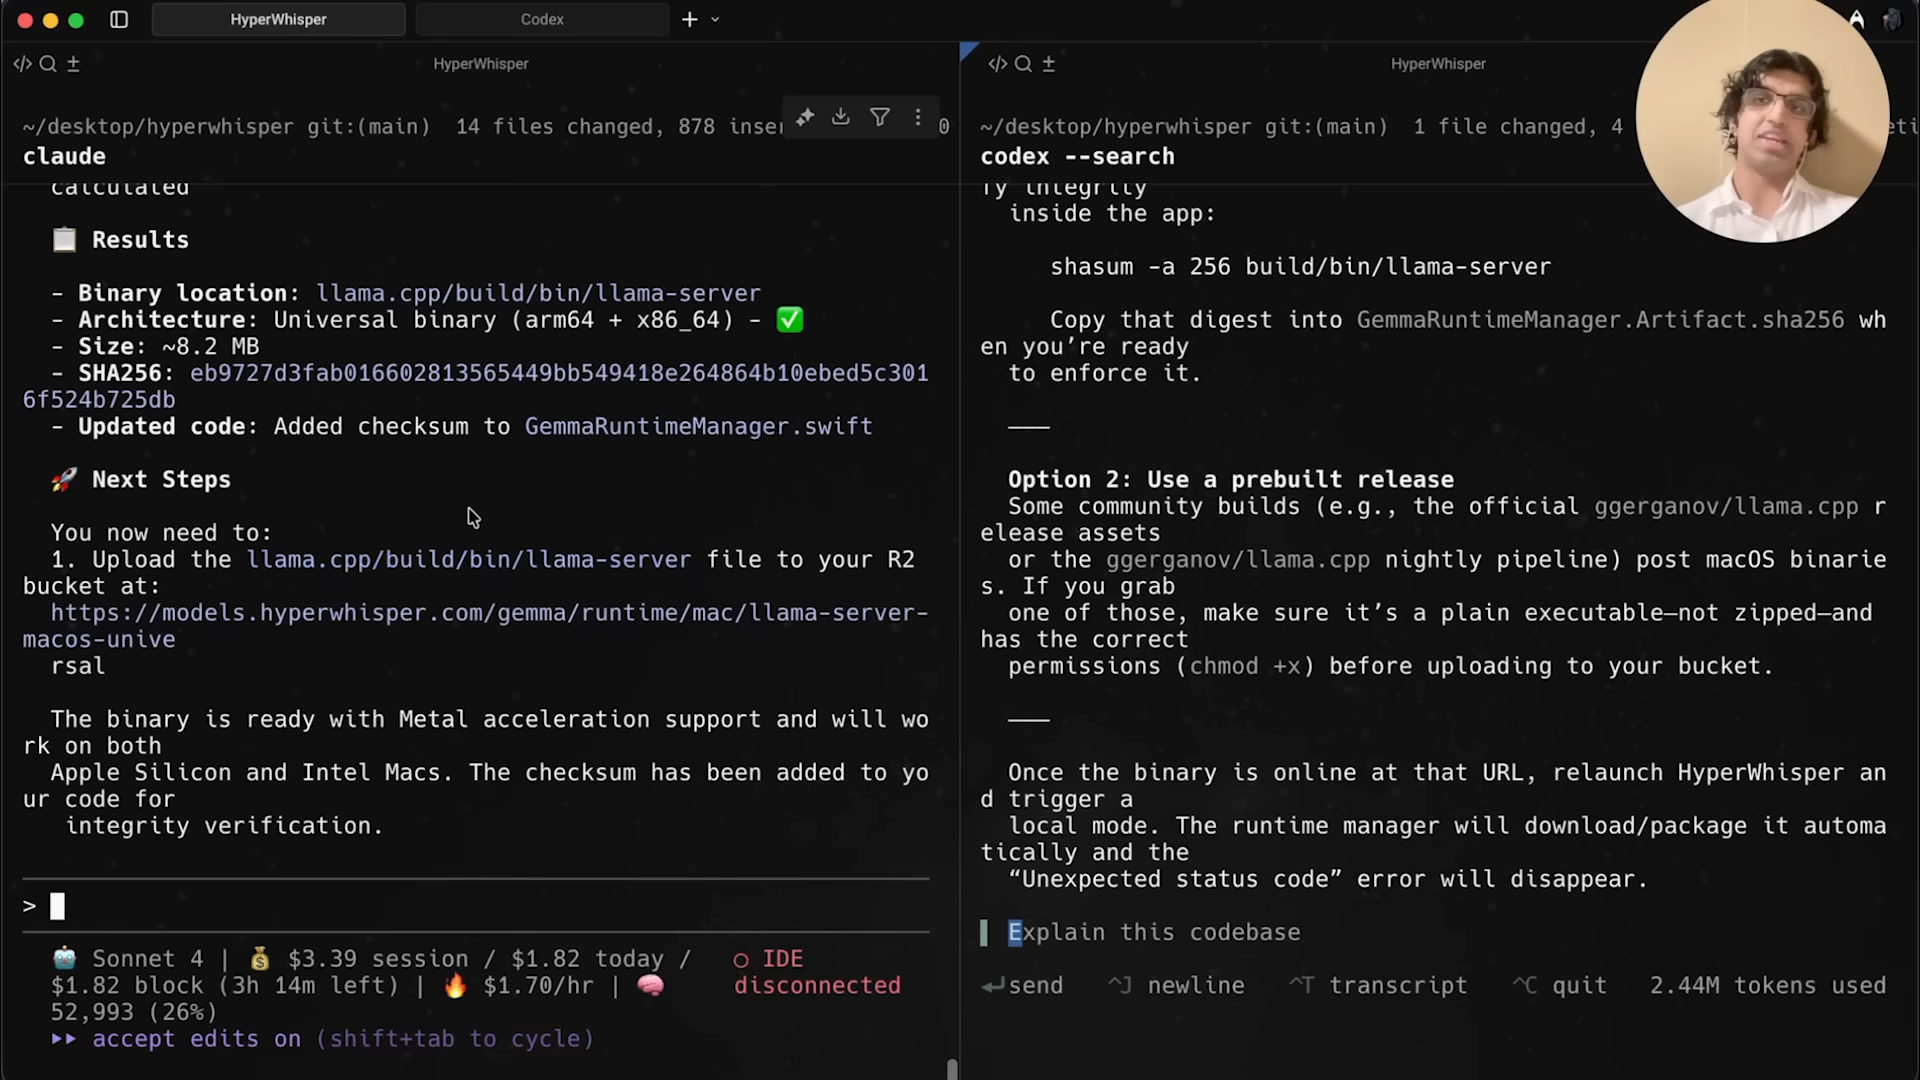 HyperWhisper
Codex
HyperWhisper
~/desktop/hyperwhisper git:(main) 14 files changed, 878 inser 0
claude
calculated
Results
- Binary location: llama.cpp/build/bin/llama-server
- Architecture: Universal binary (arm64 + x86_64) -
- Size: ~8.2 MB
- SHA256: eb9727d3fab016602813565449bb549418e264864b10ebed5c301
6f524b725db
- Updated code: Added checksum to GemmaRuntimeManager.swift
Next Steps
You now need to:
1. Upload the llama.cpp/build/bin/llama-server file to your R2
bucket at:
https://models.hyperwhisper.com/gemma/runtime/mac/llama-server-
macos-unive
rsal
The binary is ready with Metal acceleration support and will wo
rk on both
Apple Silicon and Intel Macs. The checksum has been added to yo
ur code for
integrity verification.
>
Sonnet 4 | $3.39 session / $1.82 today /
$1.82 block (3h 14m left) | $1.70/hr |
52,993 (26%)
IDE
disconnected
accept edits on (shift+tab to cycle)
HyperWhisper
~/desktop/hyperwhisper git:(main) 1 file changed, 4 eti
codex --search
fy integrity
inside the app:
shasum -a 256 build/bin/llama-server
Copy that digest into GemmaRuntimeManager.Artifact.sha256 wh
en you’re ready
to enforce it.
Option 2: Use a prebuilt release
Some community builds (e.g., the official ggerganov/llama.cpp r
elease assets
or the ggerganov/llama.cpp nightly pipeline) post macOS binarie
s. If you grab
one of those, make sure it’s a plain executable—not zipped—and
has the correct
permissions (chmod +x) before uploading to your bucket.
Once the binary is online at that URL, relaunch HyperWhisper an
d trigger a
local mode. The runtime manager will download/package it automa
tically and the
“Unexpected status code” error will disappear.
Explain this codebase
send ^J newline ^T transcript ^C quit 2.44M tokens used